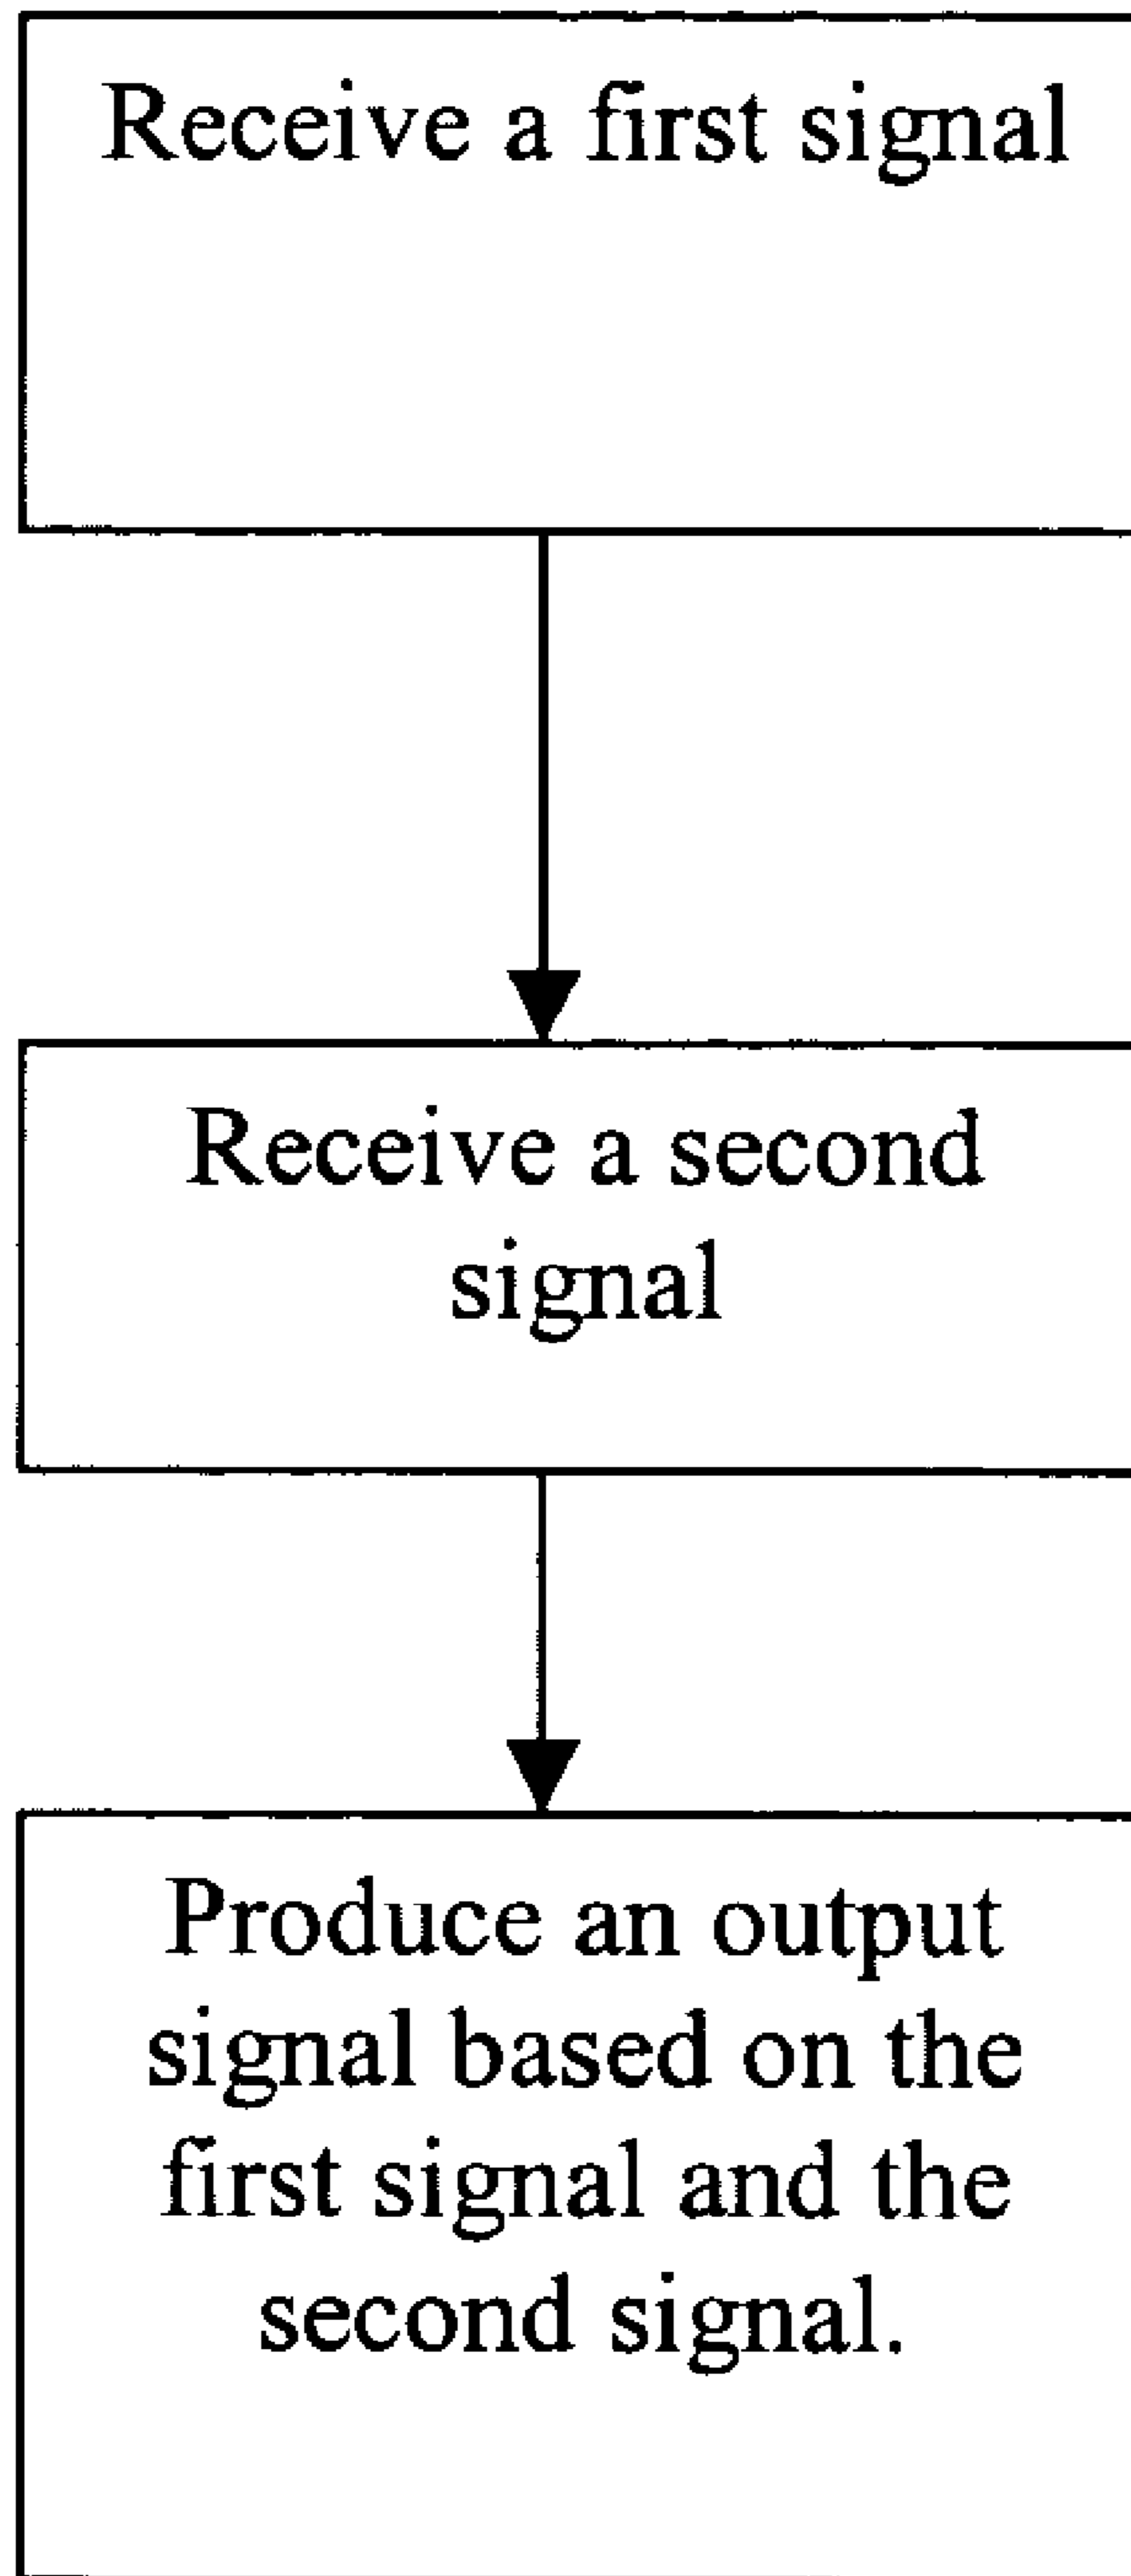 Receive a first signal
Receive a second
signal
Produce an output
signal based on the
first signal and the
second signal.